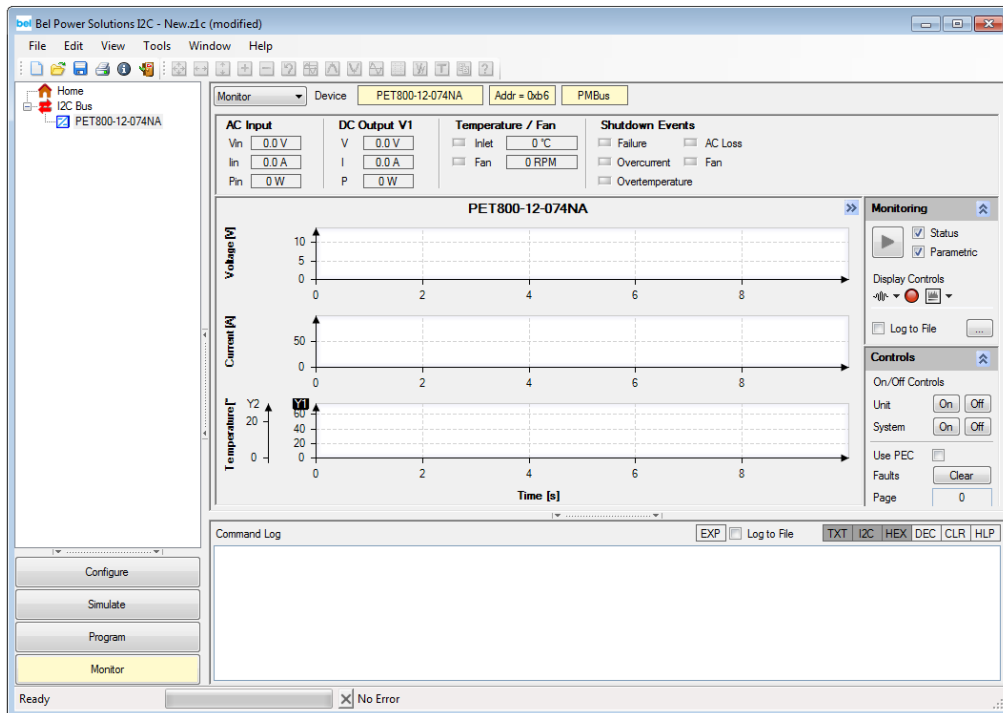 bel Bel Power Solutions I2C - New.z1c (modified)
File Edit View Tools Window Help
Home
I2C Bus
PET800-12-074NA
Monitor Device PET800-12-074NA Addr = 0xb6 PMBus
AC Input DC Output V1 Temperature / Fan Shutdown Events
Vin 0.0 V V 0.0 V Inlet 0 °C Failure AC Loss
Iin 0.0 A I 0.0 A Fan 0 RPM Overcurrent Fan
Pin 0 W P 0 W Overtemperature
PET800-12-074NA
Voltage [V]
10
5
0
0 2 4 6 8
Current [A]
50
0
0 2 4 6 8
Temperature [°
Y2 Y1
20 60
40
20
0 0
0 2 4 6 8
Time [s]
Monitoring
Status
Parametric
Display Controls
Log to File ...
Controls
On/Off Controls
Unit On Off
System On Off
Use PEC
Faults Clear
Page 0
Command Log EXP Log to File TXT I2C HEX DEC CLR HLP
Configure
Simulate
Program
Monitor
Ready No Error